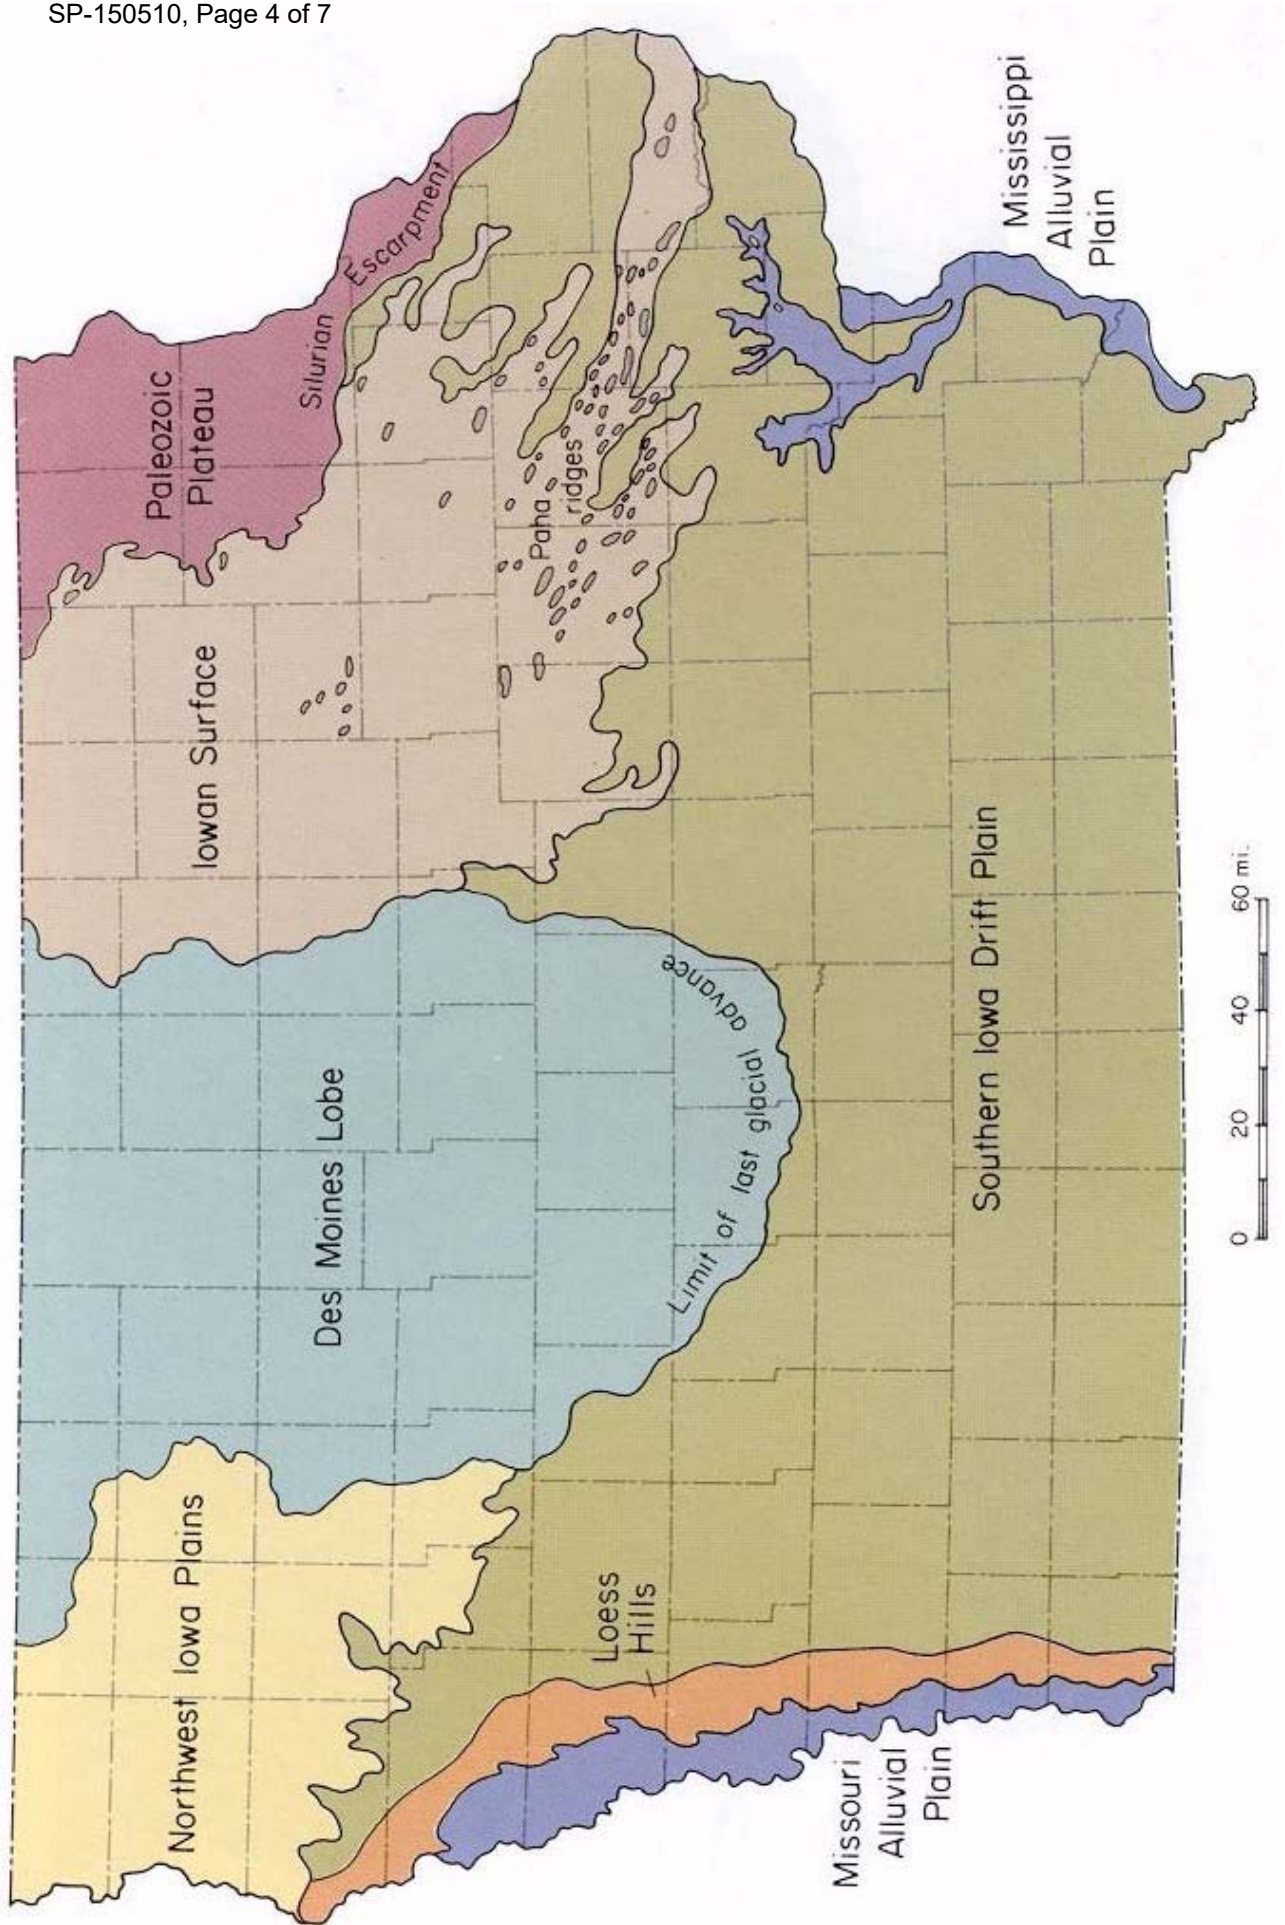 SP-150510, Page 4 of 7
Northwest Iowa Plains
Des Moines Lobe
Iowan Surface
Paleozoic
Plateau
Silurian Escarpment
Paha
ridges
Limit of last glacial advance
Loess
Hills
Southern Iowa Drift Plain
Missouri
Alluvial
Plain
Mississippi
Alluvial
Plain
0 20 40 60 mi.